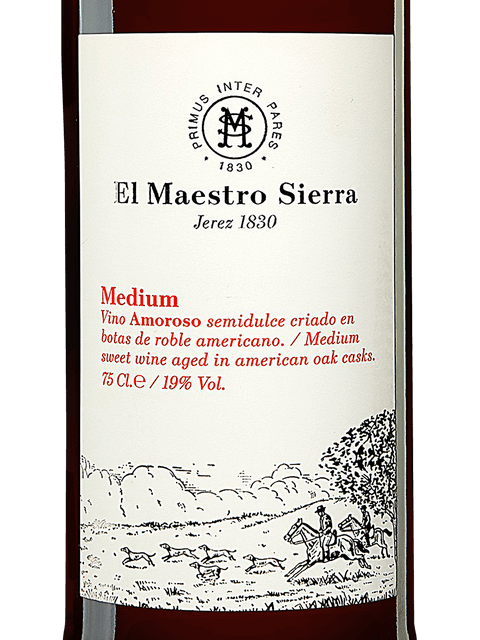 PRIMUS INTER PARES
MS
* 1830 *
El Maestro Sierra
Jerez 1830
Medium
Vino Amoroso semidulce criado en
botas de roble americano. / Medium
sweet wine aged in american oak casks.
75 Cl.℮ / 19% Vol.